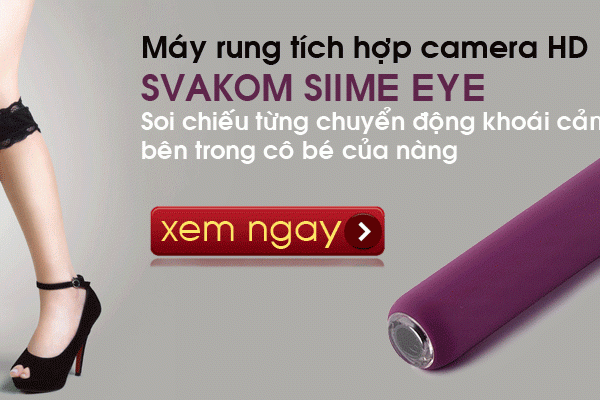 Máy rung tích hợp camera HD
SVAKOM SIIME EYE
Soi chiếu từng chuyển động khoái cản
bên trong cô bé của nàng
xem ngay